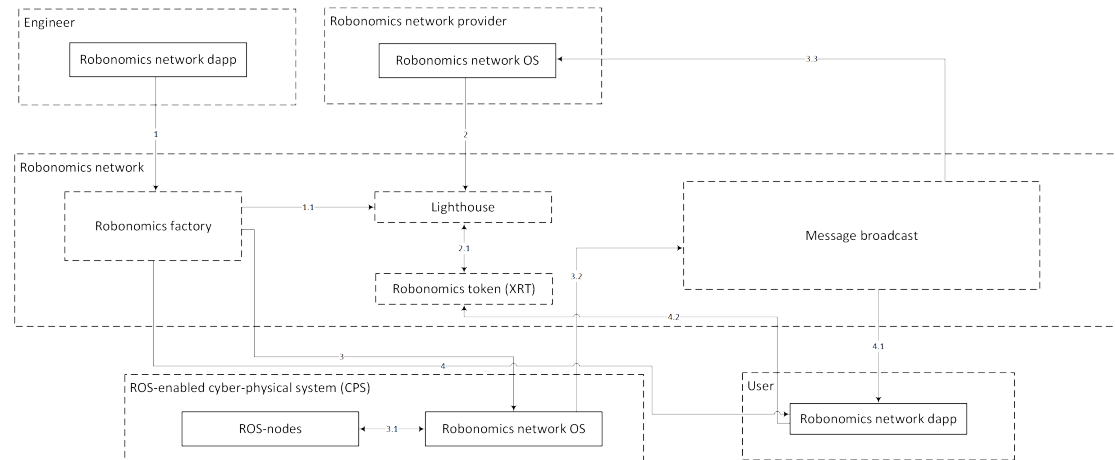 Engineer
Robonomics network provider
Robonomics network dapp
Robonomics network OS
3.3
1
2
Robonomics network
Robonomics factory
1.1
Lighthouse
Message broadcast
2.1
3.2
Robonomics token (XRT)
4.2
4.1
3
4
ROS-enabled cyber-physical system (CPS)
User
ROS-nodes
3.1
Robonomics network OS
Robonomics network dapp